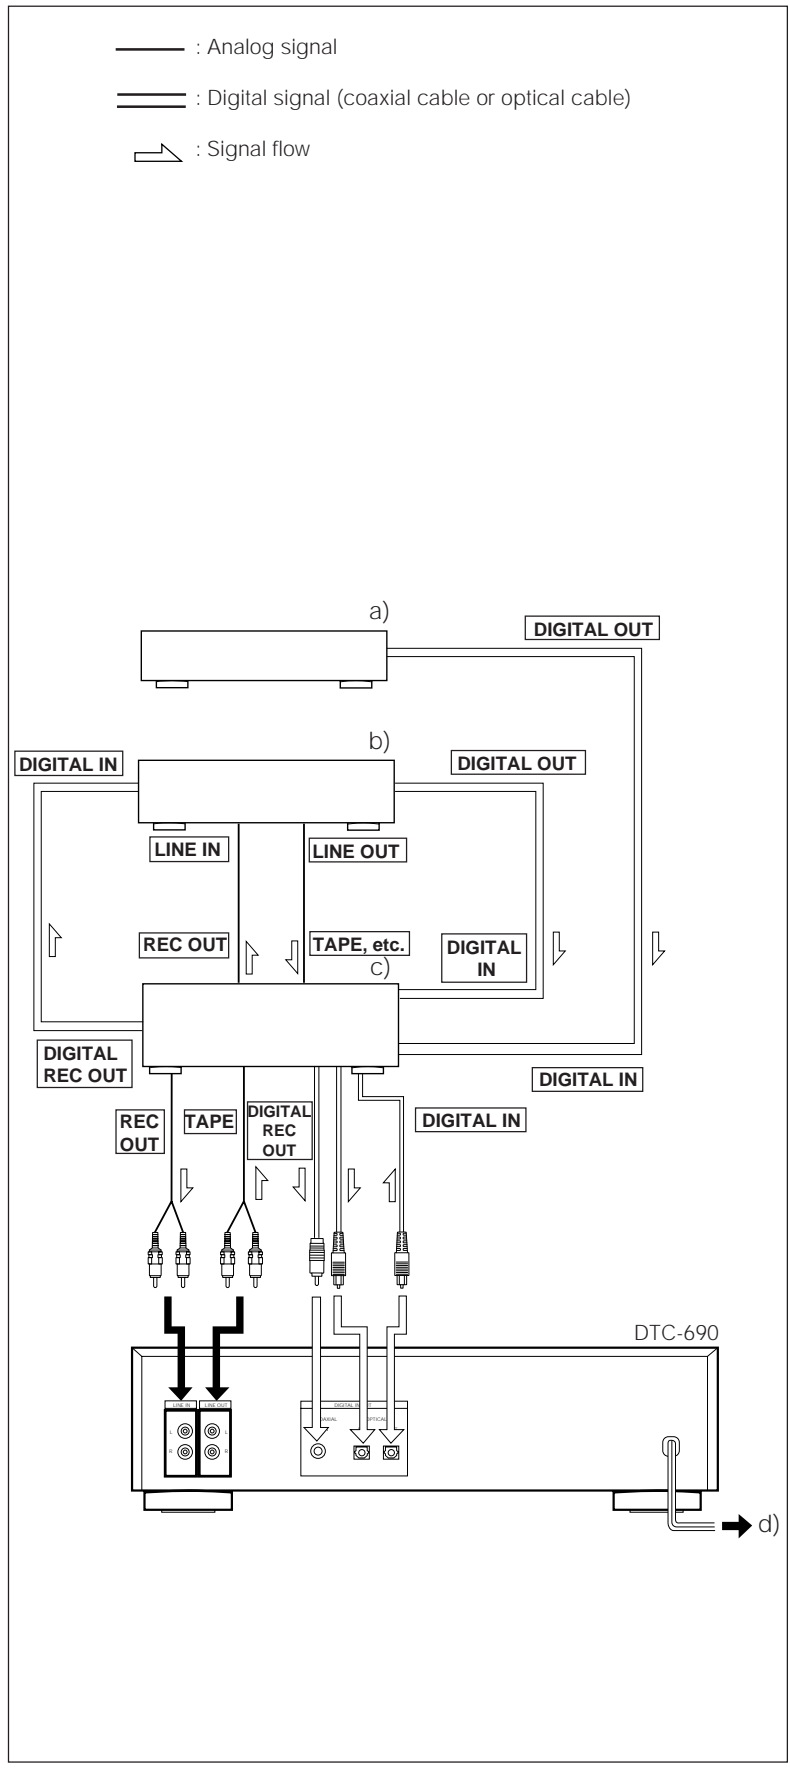 : Analog signal
: Digital signal (coaxial cable or optical cable)
: Signal flow
a)
DIGITAL OUT
b)
DIGITAL IN
DIGITAL OUT
LINE IN
LINE OUT
REC OUT
TAPE, etc.
DIGITAL
IN
c)
DIGITAL
REC OUT
DIGITAL IN
REC
OUT
TAPE
DIGITAL
REC
OUT
DIGITAL IN
DTC-690
LINE IN
LINE OUT
DIGITAL
L
L
R
R
d)